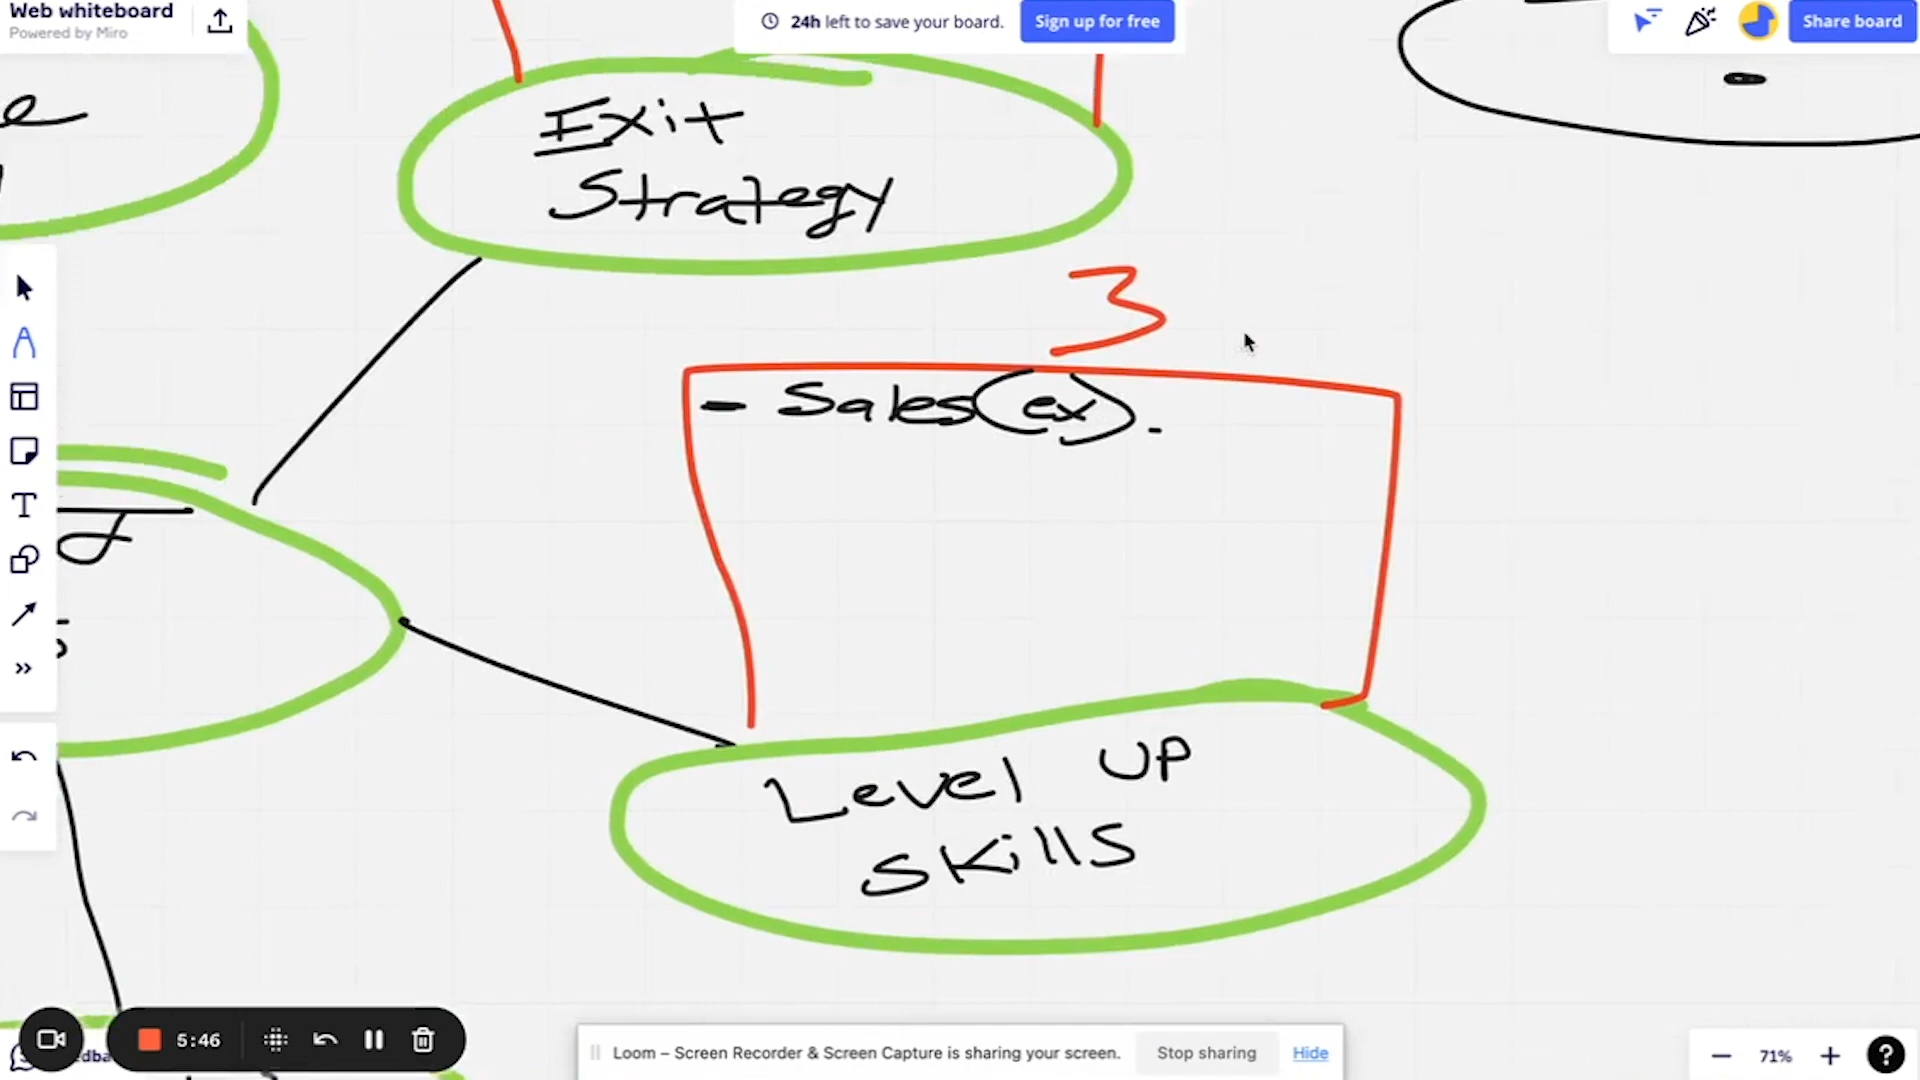 Web whiteboard
Powered by Miro
24h left to save your board.
Sign up for free
Share board
Exit
Strategy
3
- Sales (ex).
Level UP
Skills
5:46
Loom – Screen Recorder & Screen Capture is sharing your screen.
Stop sharing
Hide
71%